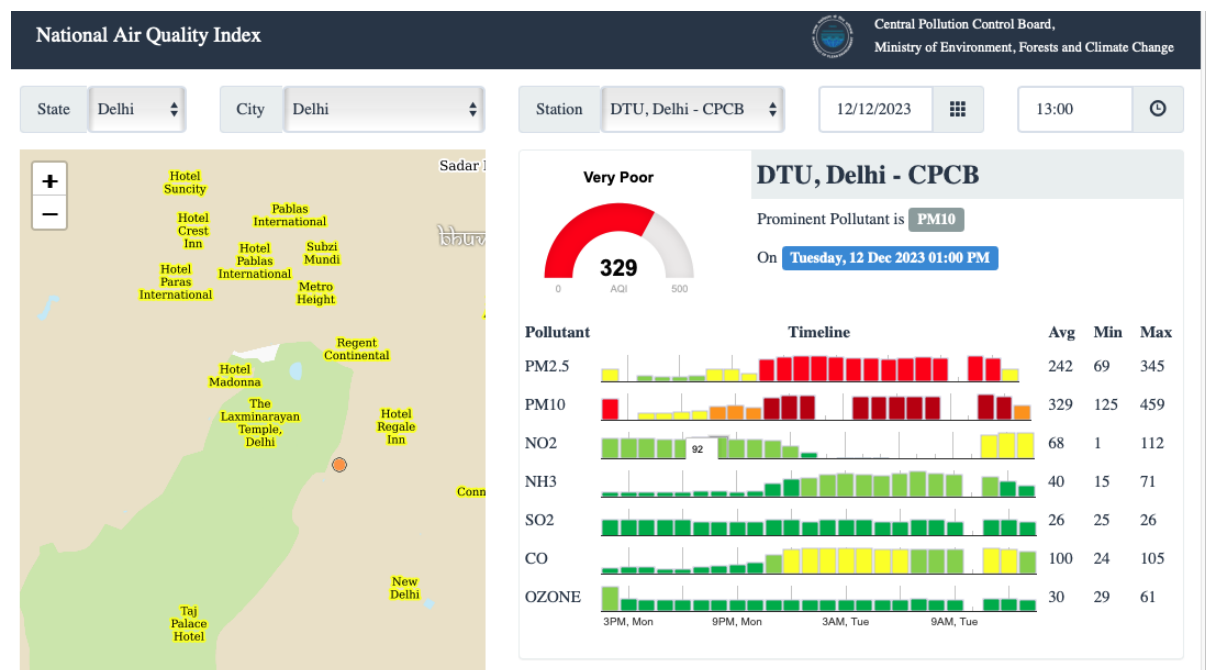 National Air Quality Index
Central Pollution Control Board,
Ministry of Environment, Forests and Climate Change
State Delhi City Delhi Station DTU, Delhi - CPCB 12/12/2023 13:00
+
−
Sadar
Hotel
Suncity
Pablas
International
Hotel
Crest
Inn
Hotel
Pablas
International
Subzi
Mundi
Hotel
Paras
International
Metro
Height
Regent
Continental
Hotel
Madonna
The
Laxminarayan
Temple,
Delhi
Hotel
Regale
Inn
Conn
New
Delhi
Taj
Palace
Hotel
Very Poor
329
0 AQI 500
DTU, Delhi - CPCB
Prominent Pollutant is PM10
On Tuesday, 12 Dec 2023 01:00 PM
Pollutant Timeline Avg Min Max
PM2.5 242 69 345
PM10 329 125 459
NO2 92 68 1 112
NH3 40 15 71
SO2 26 25 26
CO 100 24 105
OZONE 30 29 61
3PM, Mon 9PM, Mon 3AM, Tue 9AM, Tue